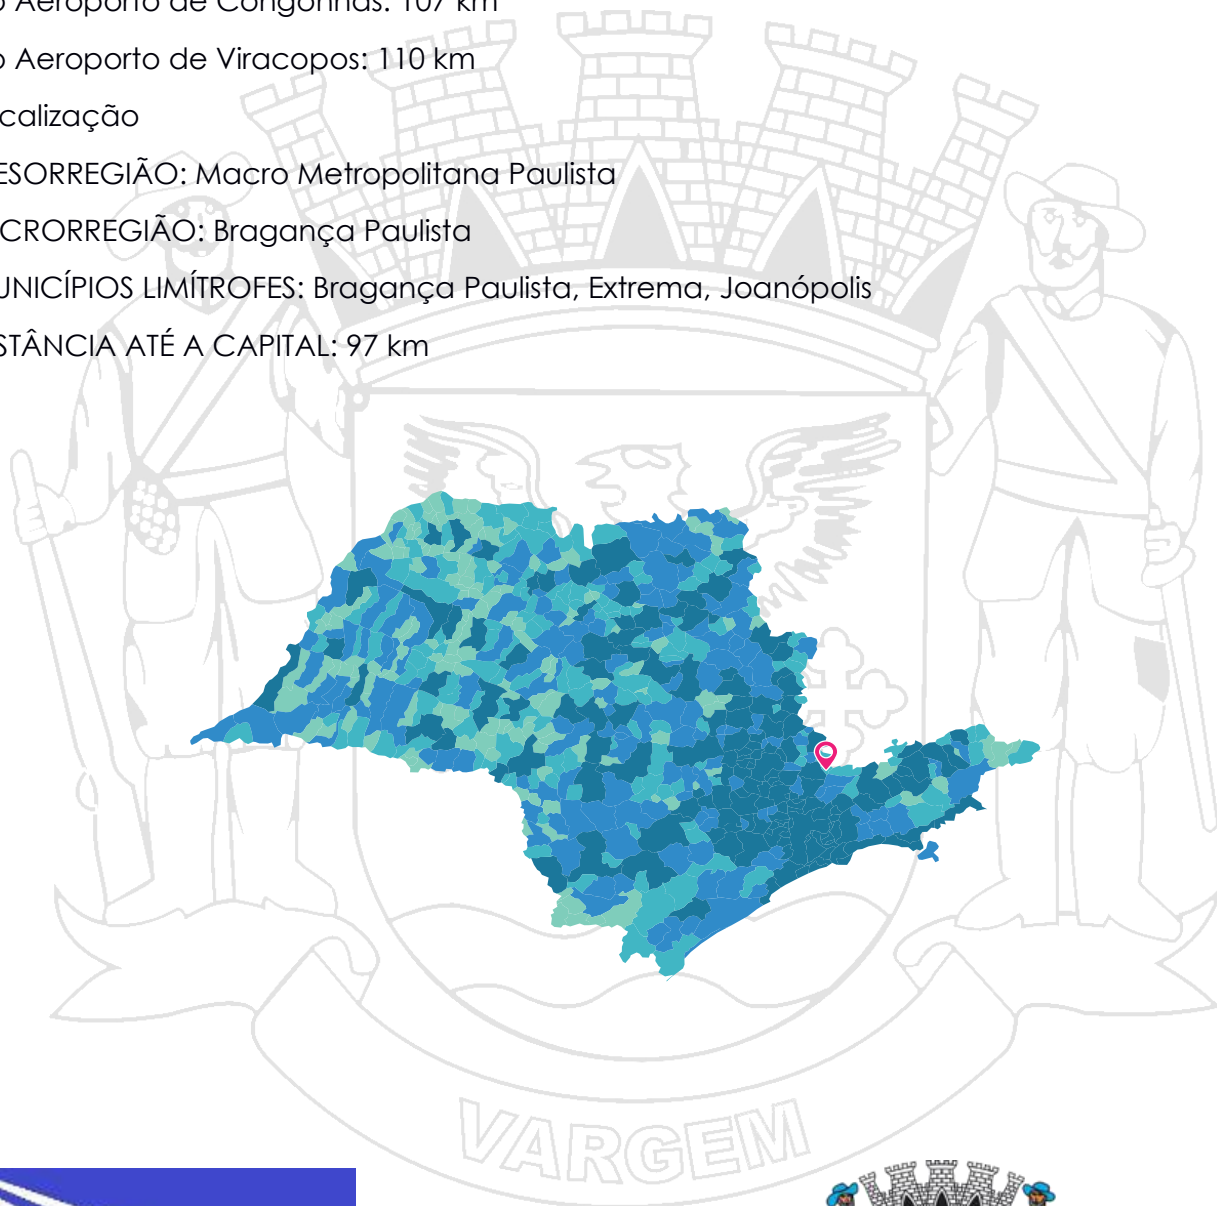 o Aeroporto de Congonhas: 107 km
o Aeroporto de Viracopos: 110 km
calização
ESORREGIÃO: Macro Metropolitana Paulista
CRORREGIÃO: Bragança Paulista
UNICÍPIOS LIMÍTROFES: Bragança Paulista, Extrema, Joanópolis
STÂNCIA ATÉ A CAPITAL: 97 km
VARGEM